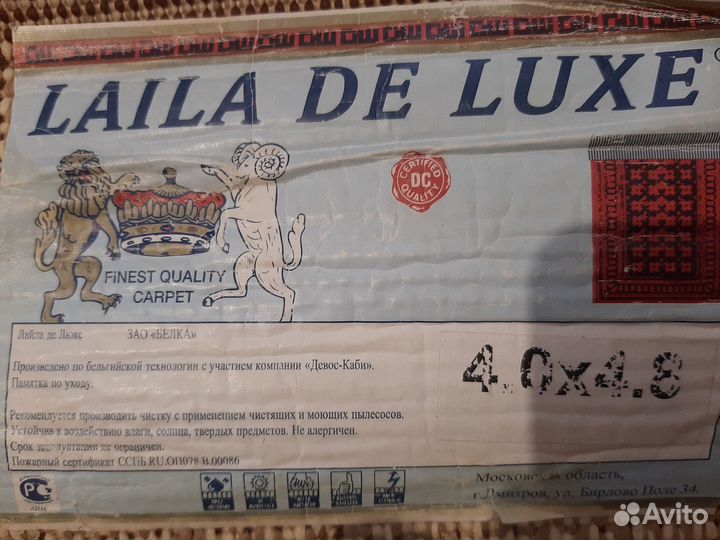 LAILA DE LUXE
CERTIFIED
DC
QUALITY
FiNEST QUALITY
CARPET
Лайла де Люкс ЗАО «БЕЛКА»
Произведено по бельгийской технологии с участием компании «Девос-Каби».
Памятка по уходу.
4.0x4.8
Рекомендуется производить чистку с применением чистящих и моющих пылесосов.
Устойчив к воздействию влаги, солнца, твердых предметов. Не алергичен.
Срок эксплуатации не ограничен.
Пожарный сертификат ССПБ.RU.ОП078 В.00086
Московская область,
г.Дмитров, ул. Бирлово Поле 34.
РС
Avito